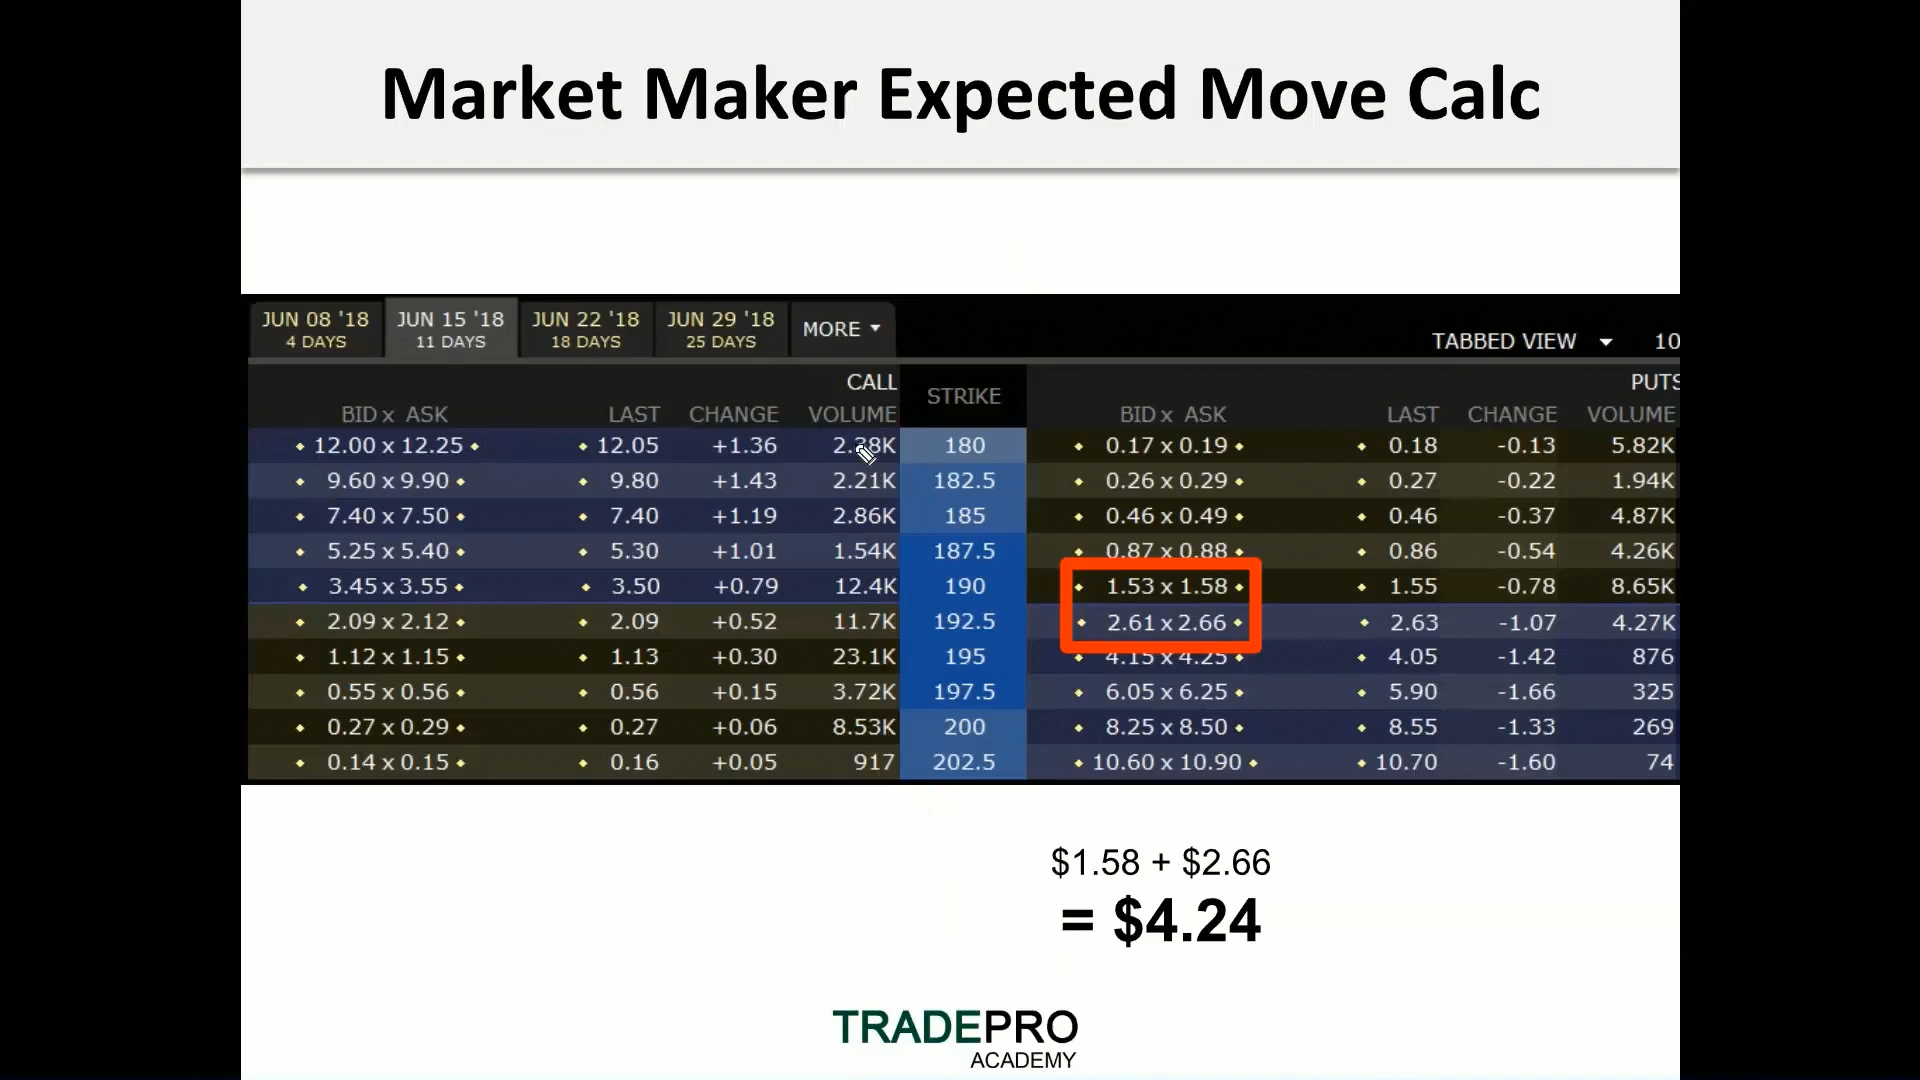 Market Maker Expected Move Calc
JUN 08 '18 JUN 15 '18 JUN 22 '18 JUN 29 '18 MORE
4 DAYS 11 DAYS 18 DAYS 25 DAYS
TABBED VIEW 10
CALL STRIKE PUTS
BID x ASK LAST CHANGE VOLUME BID x ASK LAST CHANGE VOLUME
12.00 x 12.25 12.05 +1.36 2.38K 180 0.17 x 0.19 0.18 -0.13 5.82K
9.60 x 9.90 9.80 +1.43 2.21K 182.5 0.26 x 0.29 0.27 -0.22 1.94K
7.40 x 7.50 7.40 +1.19 2.86K 185 0.46 x 0.49 0.46 -0.37 4.87K
5.25 x 5.40 5.30 +1.01 1.54K 187.5 0.87 x 0.88 0.86 -0.54 4.26K
3.45 x 3.55 3.50 +0.79 12.4K 190 1.53 x 1.58 1.55 -0.78 8.65K
2.09 x 2.12 2.09 +0.52 11.7K 192.5 2.61 x 2.66 2.63 -1.07 4.27K
1.12 x 1.15 1.13 +0.30 23.1K 195 4.15 x 4.25 4.05 -1.42 876
0.55 x 0.56 0.56 +0.15 3.72K 197.5 6.05 x 6.25 5.90 -1.66 325
0.27 x 0.29 0.27 +0.06 8.53K 200 8.25 x 8.50 8.55 -1.33 269
0.14 x 0.15 0.16 +0.05 917 202.5 10.60 x 10.90 10.70 -1.60 74
$1.58 + $2.66
= $4.24
TRADEPRO
ACADEMY